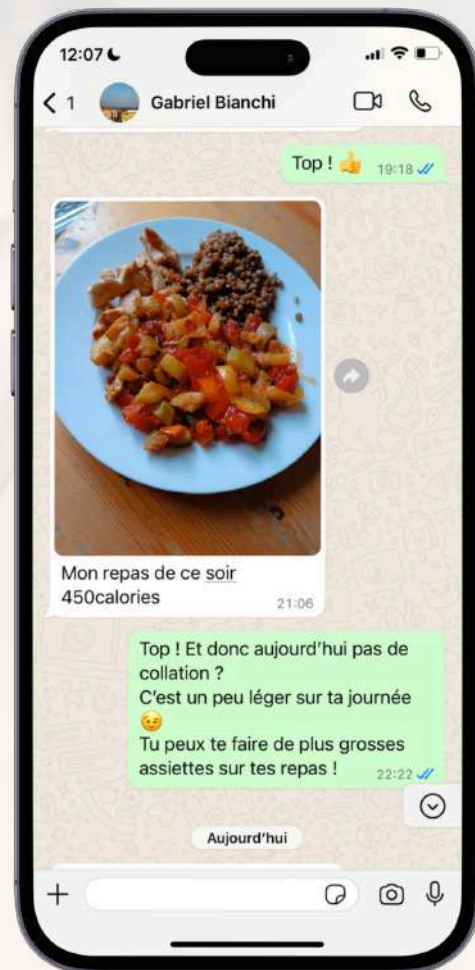 12:07
1
Gabriel Bianchi
Top ! 👍 19:18
Mon repas de ce soir
450calories
21:06
Top ! Et donc aujourd'hui pas de
collation ?
C'est un peu léger sur ta journée
😉
Tu peux te faire de plus grosses
assiettes sur tes repas !
22:22
Aujourd'hui